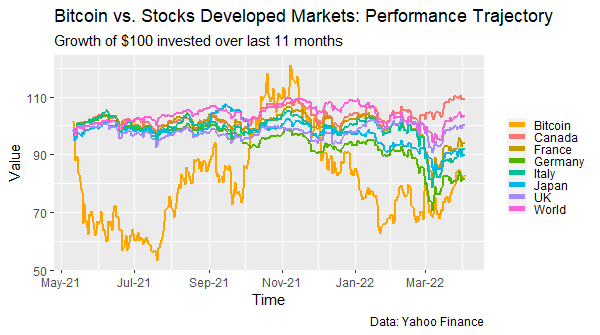 Bitcoin vs. Stocks Developed Markets: Performance Trajectory
Growth of $100 invested over last 11 months
Value
110
90
70
50
May-21 Jul-21 Sep-21 Nov-21 Jan-22 Mar-22
Time
Bitcoin
Canada
France
Germany
Italy
Japan
UK
World
Data: Yahoo Finance